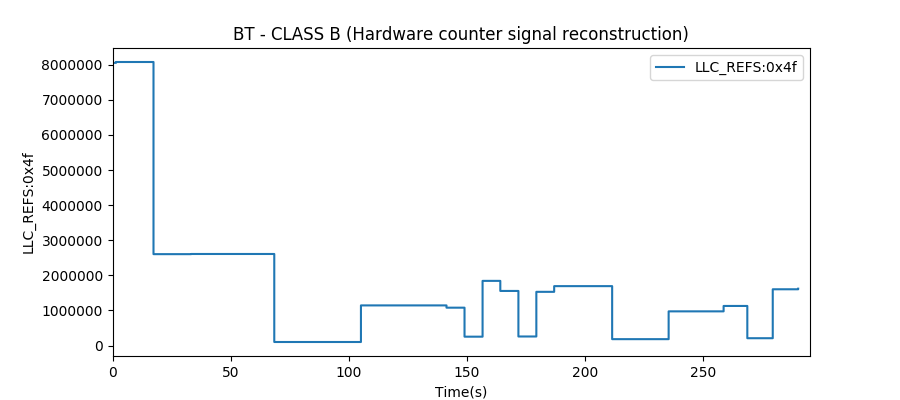 BT - CLASS B (Hardware counter signal reconstruction)
LLC_REFS:0x4f
8000000
7000000
6000000
5000000
4000000
3000000
2000000
1000000
0
LLC_REFS:0x4f
0 50 100 150 200 250
Time(s)